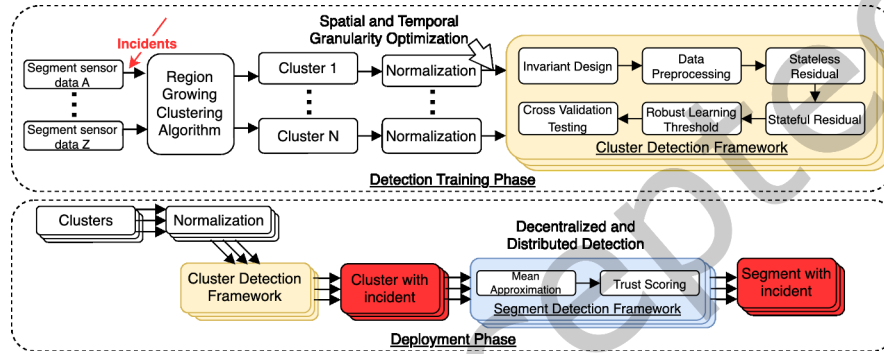 Spatial and Temporal
Granularity Optimization
Incidents
Segment sensor
data A
Segment sensor
data Z
Region
Growing
Clustering
Algorithm
Cluster 1
Cluster N
Normalization
Normalization
Invariant Design
Data
Preprocessing
Stateless
Residual
Cross Validation
Testing
Robust Learning
Threshold
Stateful Residual
Cluster Detection Framework
Detection Training Phase
Clusters
Normalization
Cluster Detection
Framework
Cluster with
incident
Decentralized and
Distributed Detection
Mean
Approximation
Trust Scoring
Segment Detection Framework
Segment with
incident
Deployment Phase